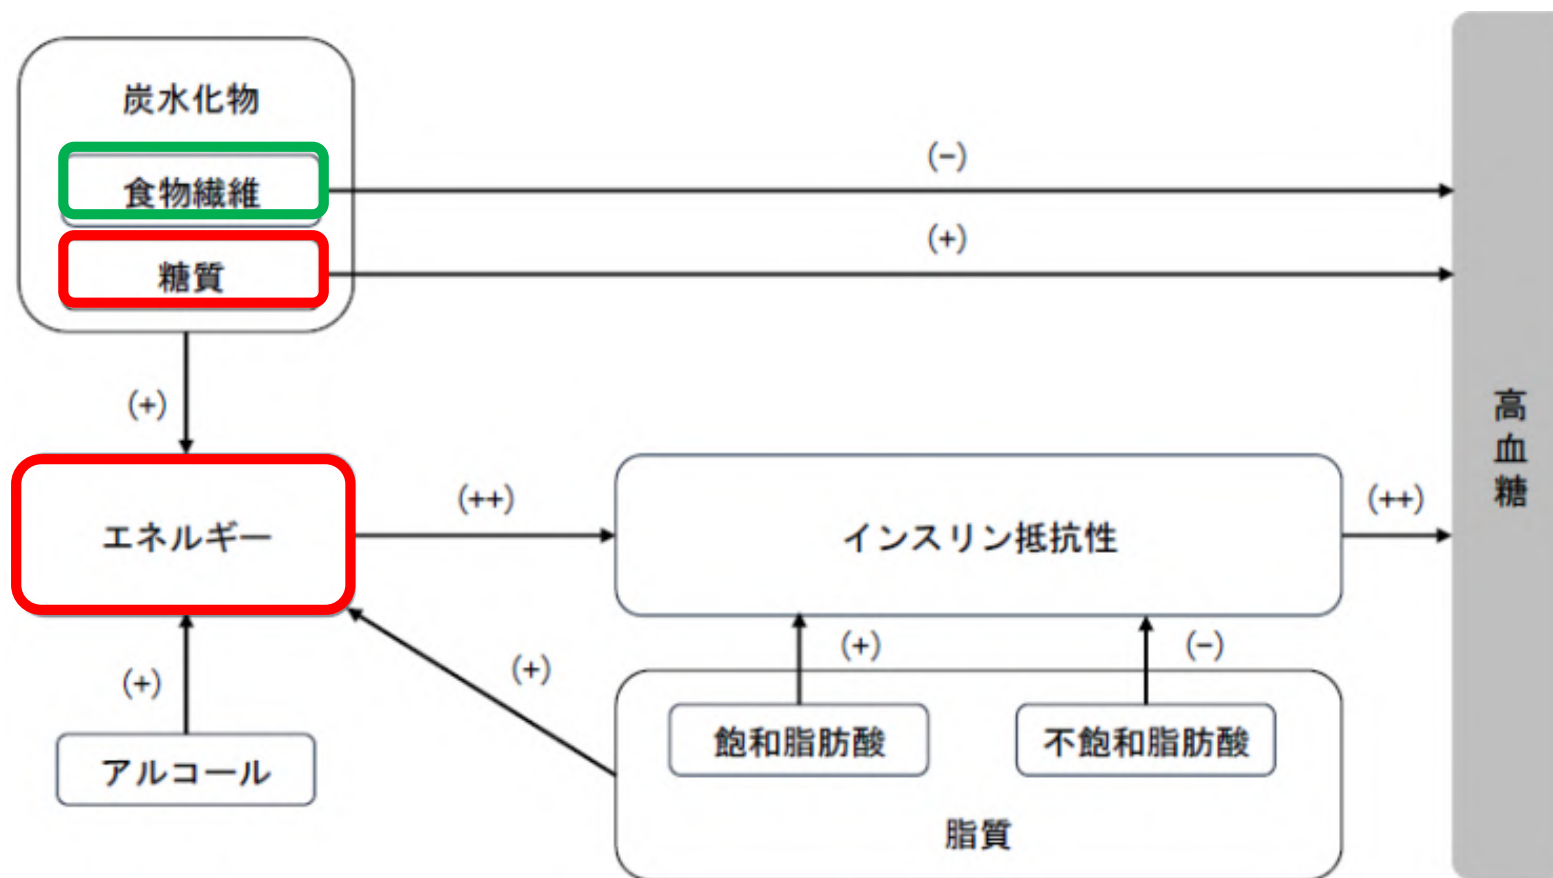 炭水化物
食物繊維
(−)
糖質
(+)
(+)
エネルギー
(++)
インスリン抵抗性
(++)
高血糖
(+)
(+)
(+)
(−)
アルコール
飽和脂肪酸
不飽和脂肪酸
脂質